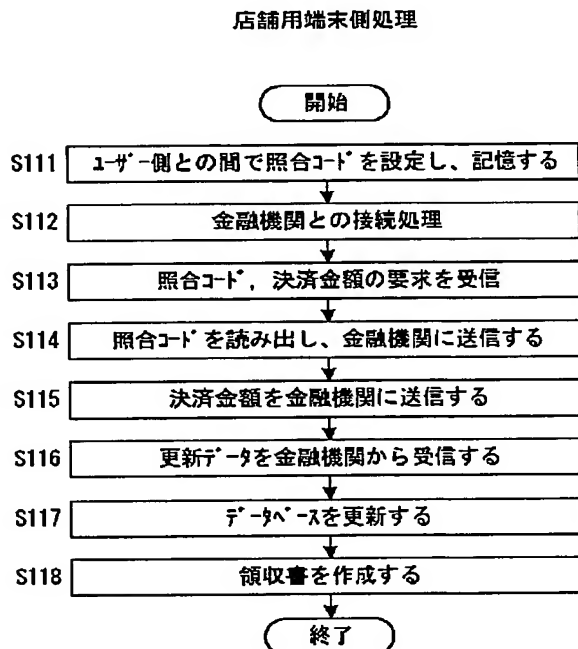 店舗用端末側処理
開始
S111 ﾕｰｻﾞｰ側との間で照合ｺｰﾄﾞを設定し、記憶する
S112 金融機関との接続処理
S113 照合ｺｰﾄﾞ，決済金額の要求を受信
S114 照合ｺｰﾄﾞを読み出し、金融機関に送信する
S115 決済金額を金融機関に送信する
S116 更新ﾃﾞｰﾀを金融機関から受信する
S117 ﾃﾞｰﾀﾍﾞｰｽを更新する
S118 領収書を作成する
終了